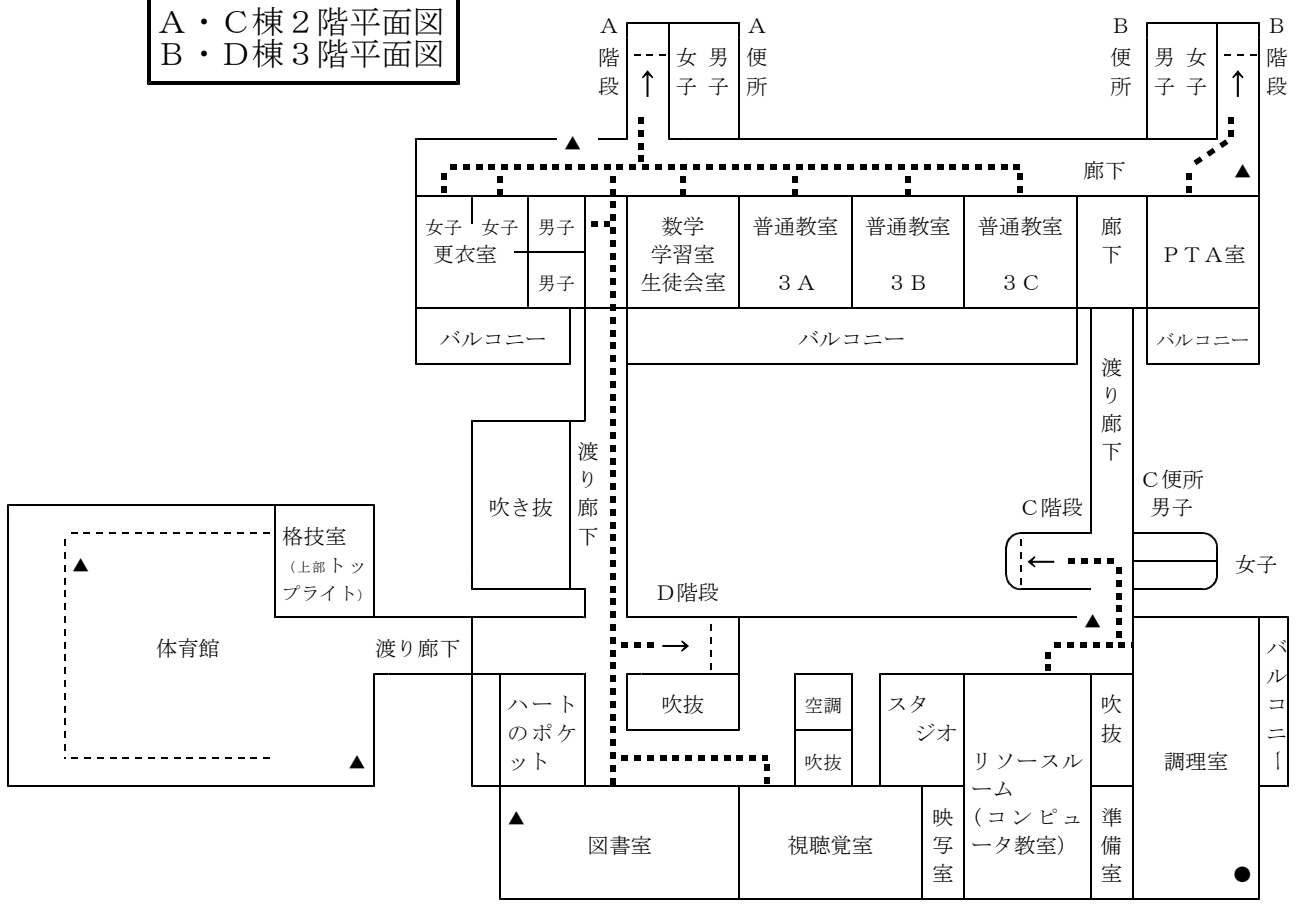 A・C棟2階平面図
B・D棟3階平面図
A
階
段
女
子
男
子
A
便
所
B
便
所
男
子
女
子
B
階
段
廊下
女子
女子
更衣室
男子
男子
数学
学習室
生徒会室
普通教室
3A
普通教室
3B
普通教室
3C
廊
下
PTA室
バルコニー
バルコニー
バルコニー
渡
り
廊
下
吹き抜
渡
り
廊
下
C階段
C便所
男子
女子
格技室
(上部トッ
プライト)
体育館
渡り廊下
D階段
ハート
のポケ
ット
吹抜
空調
吹抜
スタ
ジオ
リソースル
ーム
(コンピュ
ータ教室)
吹
抜
調理室
バルコニー
図書室
視聴覚室
映
写
室
準
備
室